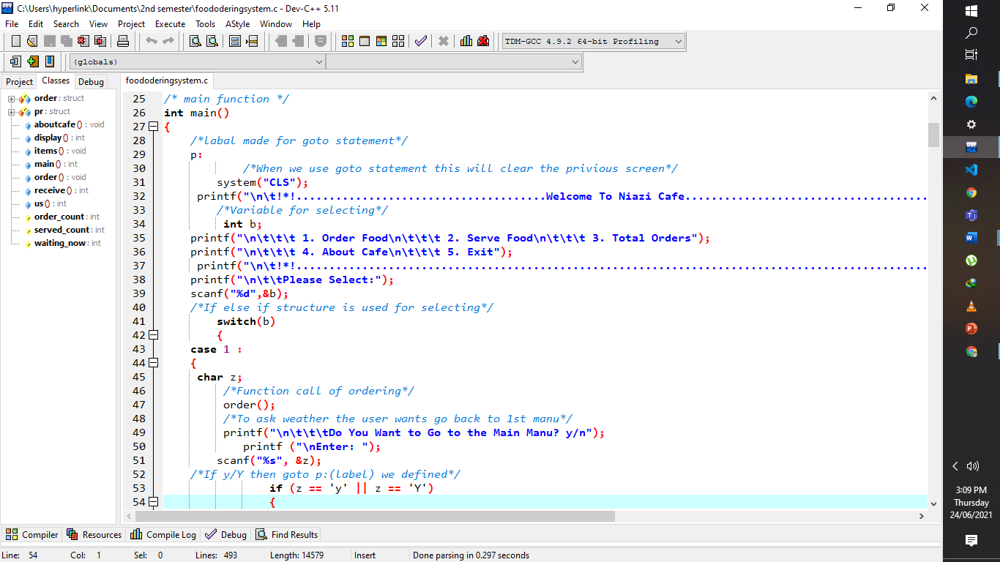 C:\Users\hyperlink\Documents\2nd semester\foododeringsystem.c - Dev-C++ 5.11
File Edit Search View Project Execute Tools AStyle Window Help
TDM-GCC 4.9.2 64-bit Profiling
(globals)
Project Classes Debug
foododeringsystem.c
order : struct
pr : struct
aboutcafe () : void
display () : int
items () : void
main () : int
order () : void
receive () : int
us () : int
order_count : int
served_count : int
waiting_now : int
25 /* main function */
26 int main()
27 {
28 /*labal made for goto statement*/
29 p:
30 /*When we use goto statement this will clear the privious screen*/
31 system("CLS");
32 printf("\n\t!*!......................................Welcome To Niazi Cafe.....................................
33 /*Variable for selecting*/
34 int b;
35 printf("\n\t\t\t 1. Order Food\n\t\t\t 2. Serve Food\n\t\t\t 3. Total Orders");
36 printf("\n\t\t\t 4. About Cafe\n\t\t\t 5. Exit");
37 printf("\n\t!*!................................................................................................
38 printf("\n\t\tPlease Select:");
39 scanf("%d",&b);
40 /*If else if structure is used for selecting*/
41 switch(b)
42 {
43 case 1 :
44 {
45 char z;
46 /*Function call of ordering*/
47 order();
48 /*To ask weather the user wants go back to 1st manu*/
49 printf("\n\t\t\tDo You Want to Go to the Main Manu? y/n");
50 printf ("\nEnter: ");
51 scanf("%s", &z);
52 /*If y/Y then goto p:(label) we defined*/
53 if (z == 'y' || z == 'Y')
54 {
Compiler Resources Compile Log Debug Find Results
Line: 54 Col: 1 Sel: 0 Lines: 493 Length: 14579 Insert Done parsing in 0.297 seconds
3:09 PM
Thursday
24/06/2021